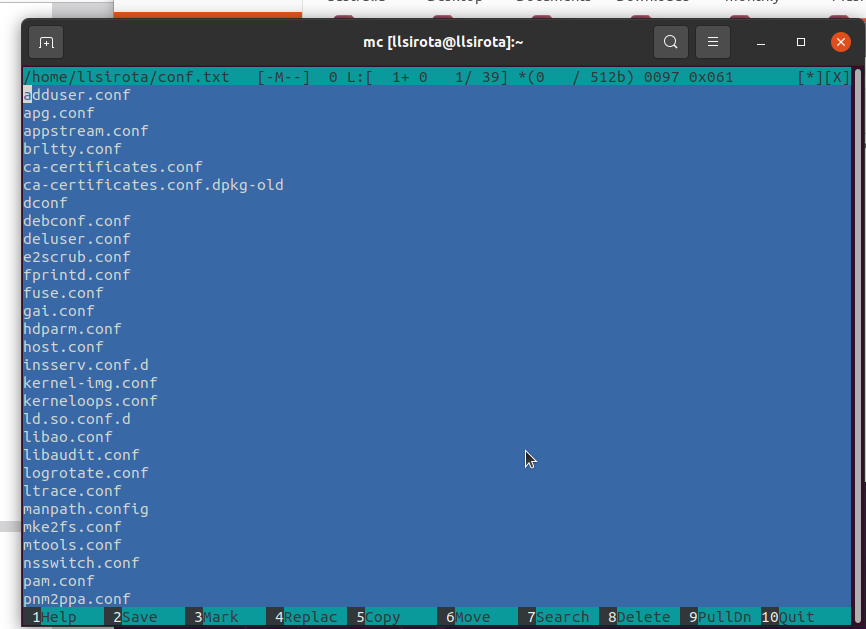 mc [llsirota@llsirota]:~
/home/llsirota/conf.txt [-M--] 0 L:[ 1+ 0 1/ 39] *(0 / 512b) 0097 0x061 [*][X]
adduser.conf
apg.conf
appstream.conf
brltty.conf
ca-certificates.conf
ca-certificates.conf.dpkg-old
dconf
debconf.conf
deluser.conf
e2scrub.conf
fprintd.conf
fuse.conf
gai.conf
hdparm.conf
host.conf
insserv.conf.d
kernel-img.conf
kerneloops.conf
ld.so.conf.d
libao.conf
libaudit.conf
logrotate.conf
ltrace.conf
manpath.config
mke2fs.conf
mtools.conf
nsswitch.conf
pam.conf
pnm2ppa.conf
1Help 2Save 3Mark 4Replac 5Copy 6Move 7Search 8Delete 9PullDn 10Quit